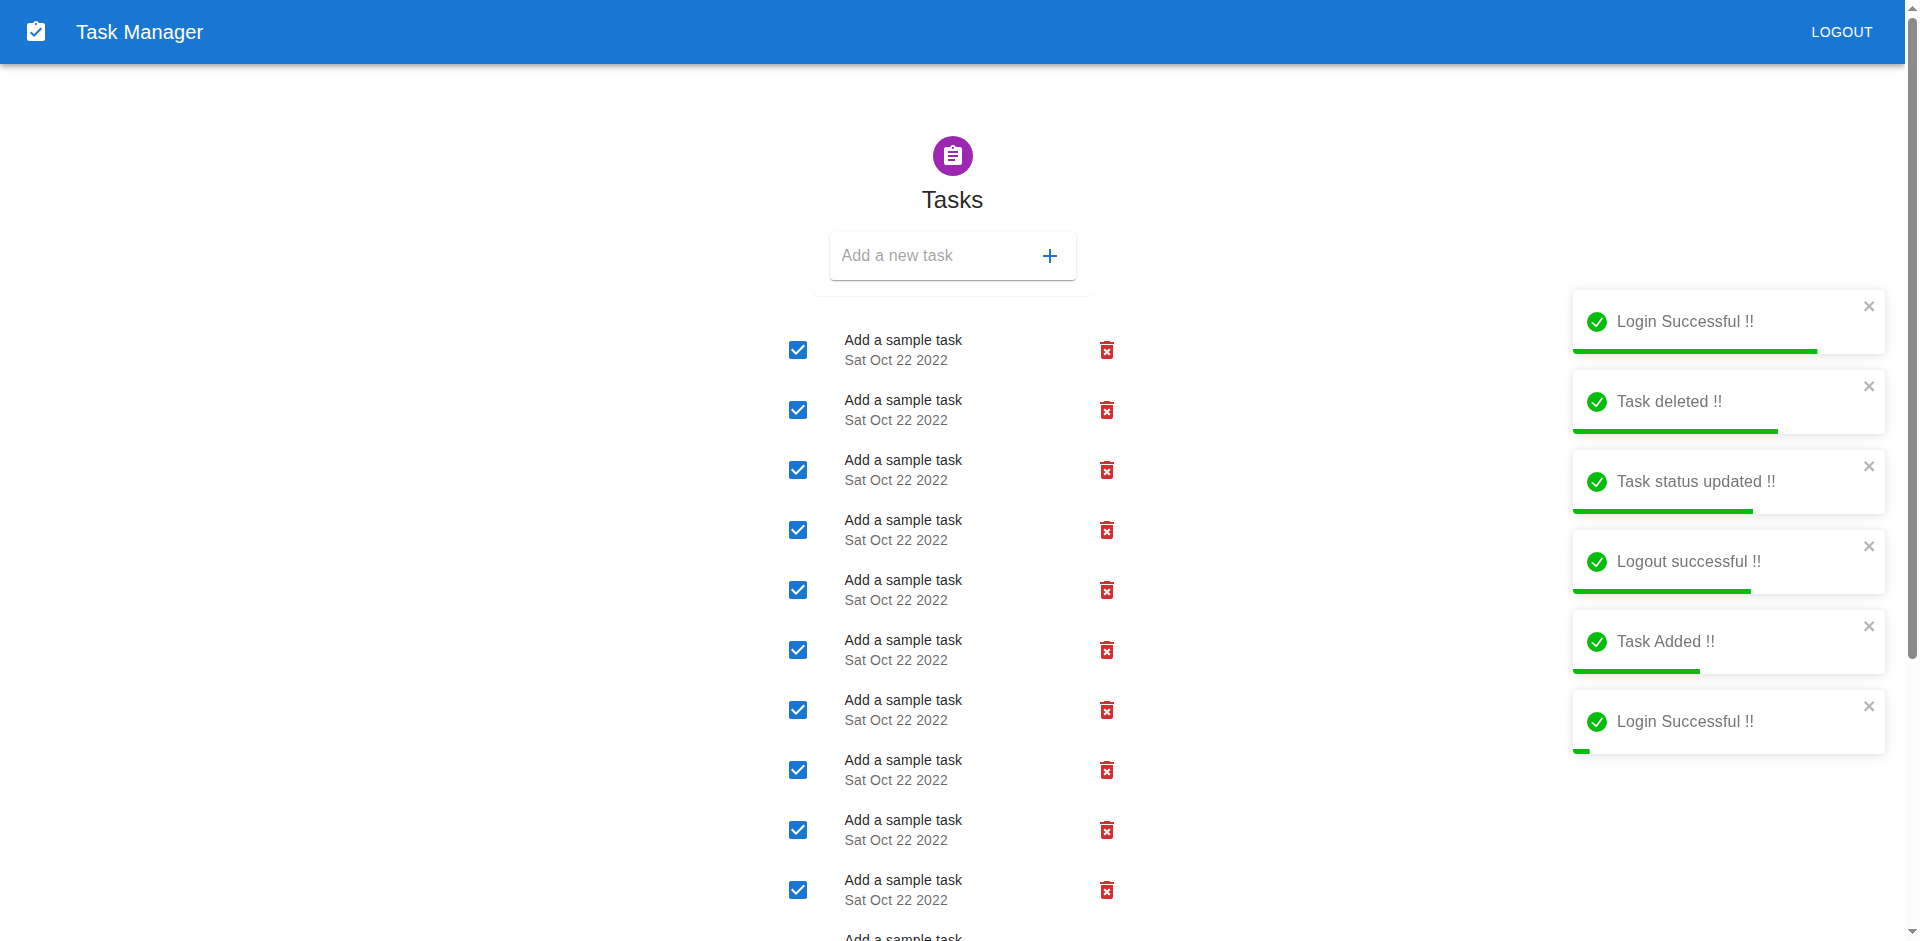 Task Manager
LOGOUT
Tasks
Add a new task
Add a sample task
Sat Oct 22 2022
Add a sample task
Sat Oct 22 2022
Add a sample task
Sat Oct 22 2022
Add a sample task
Sat Oct 22 2022
Add a sample task
Sat Oct 22 2022
Add a sample task
Sat Oct 22 2022
Add a sample task
Sat Oct 22 2022
Add a sample task
Sat Oct 22 2022
Add a sample task
Sat Oct 22 2022
Add a sample task
Sat Oct 22 2022
Add a sample task
Login Successful !!
Task deleted !!
Task status updated !!
Logout successful !!
Task Added !!
Login Successful !!